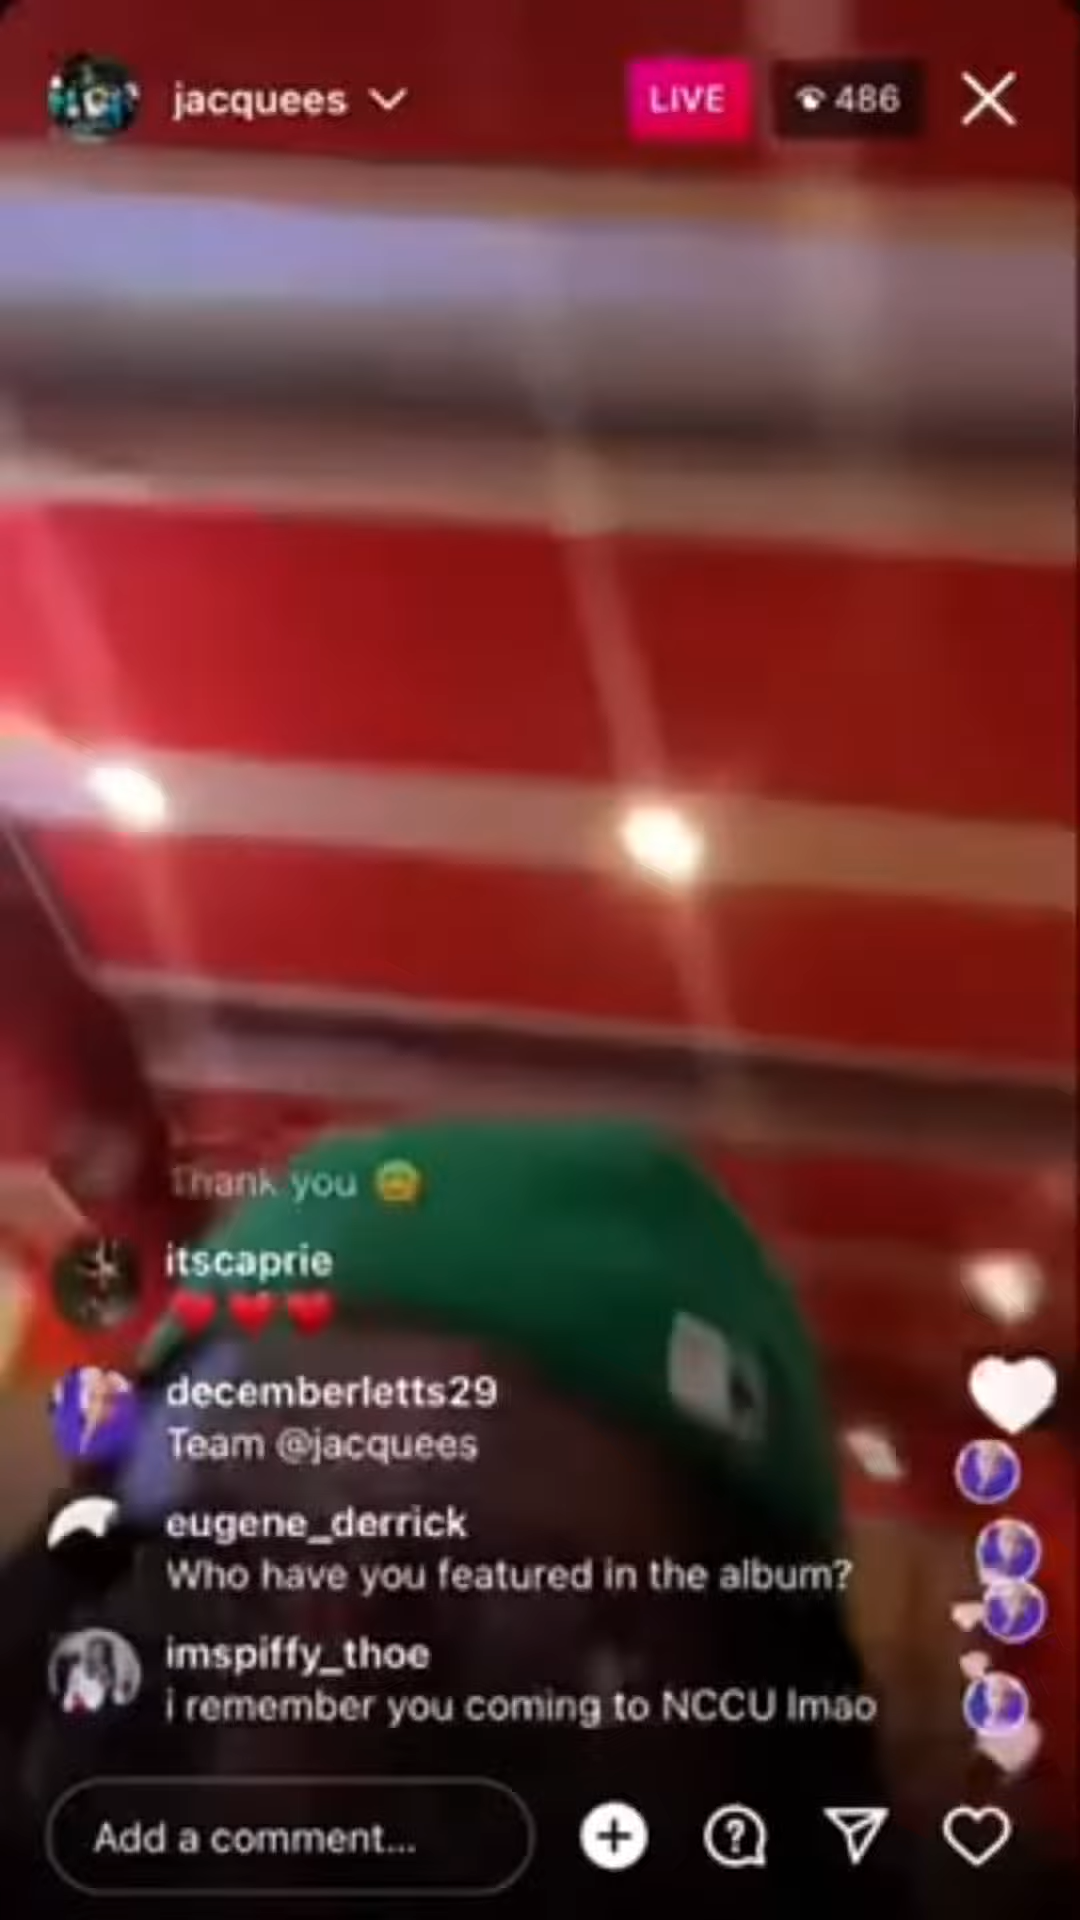 jacquees
LIVE
486
Thank you 
itscaprie
❤️❤️❤️
decemberletts29
Team @jacquees
eugene_derrick
Who have you featured in the album?
imspiffy_thoe
i remember you coming to NCCU lmao
Add a comment...